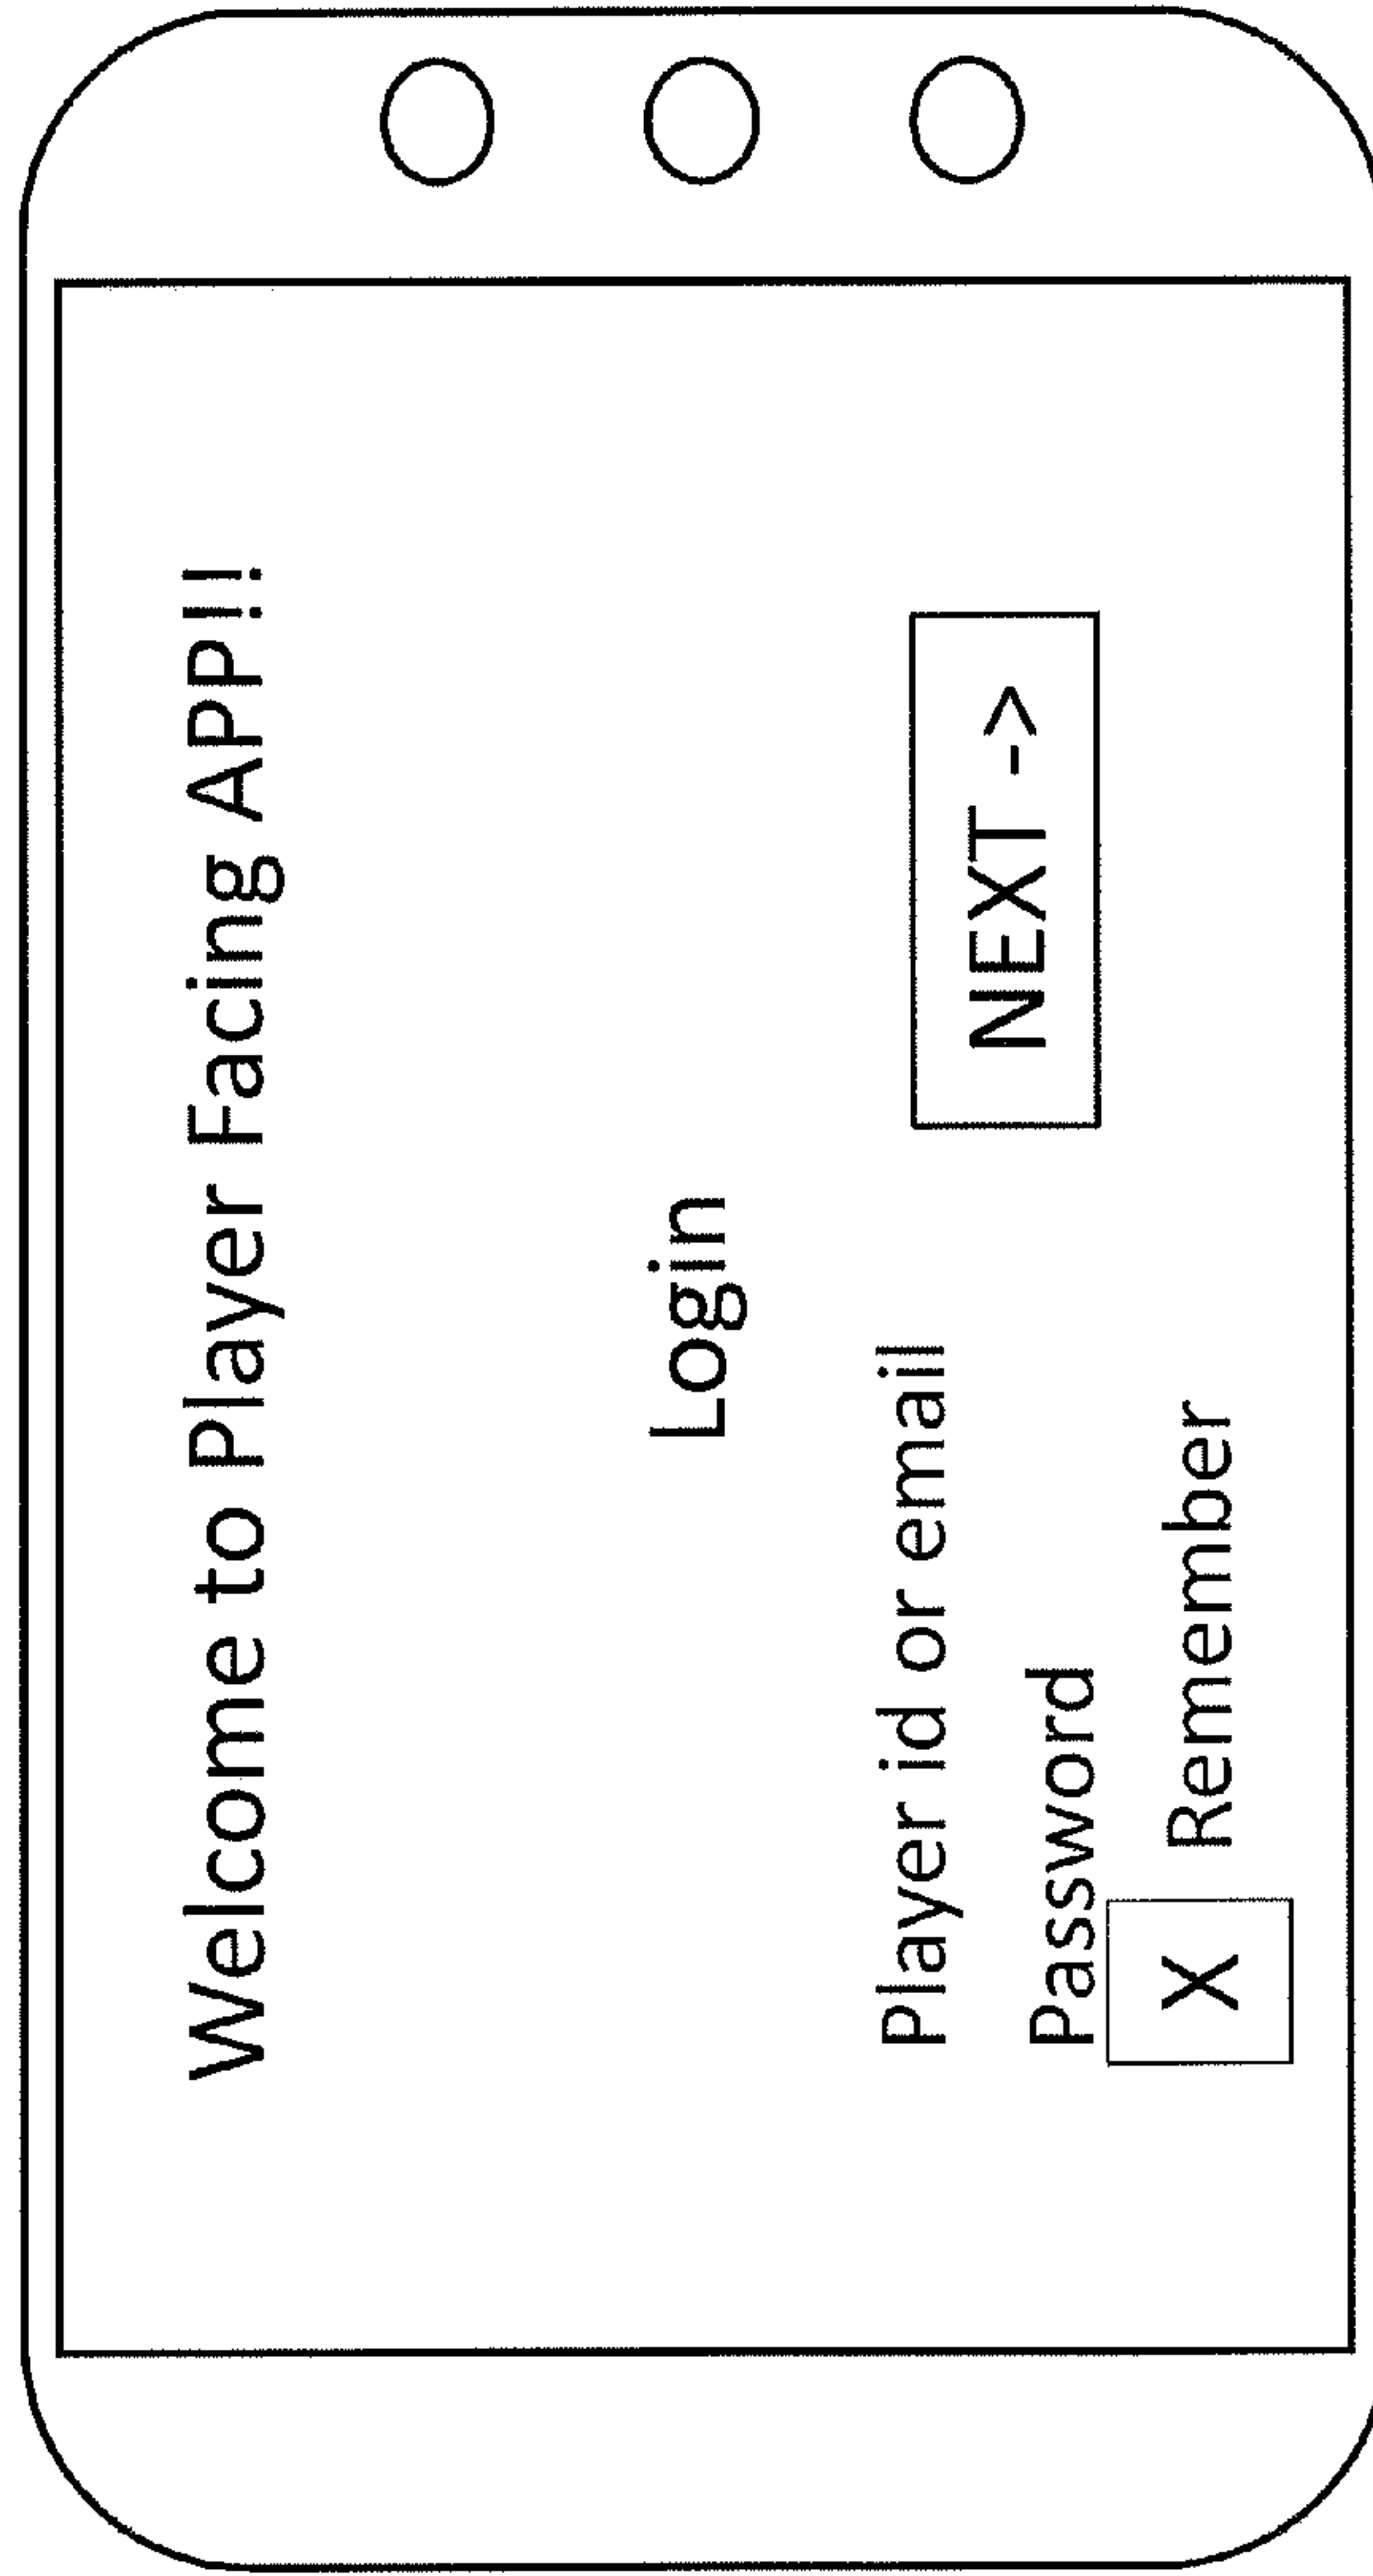 Welcome to Player Facing APP!!
Login
Player id or email
Password
X Remember
NEXT ->